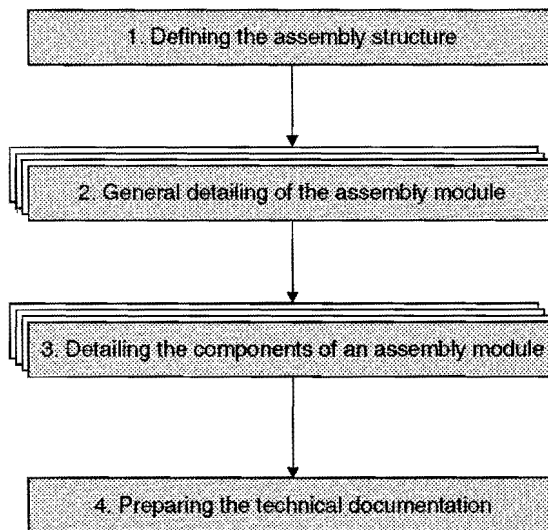 1. Defining the assembly structure
2. General detailing of the assembly module
3. Detailing the components of an assembly module
4. Preparing the technical documentation